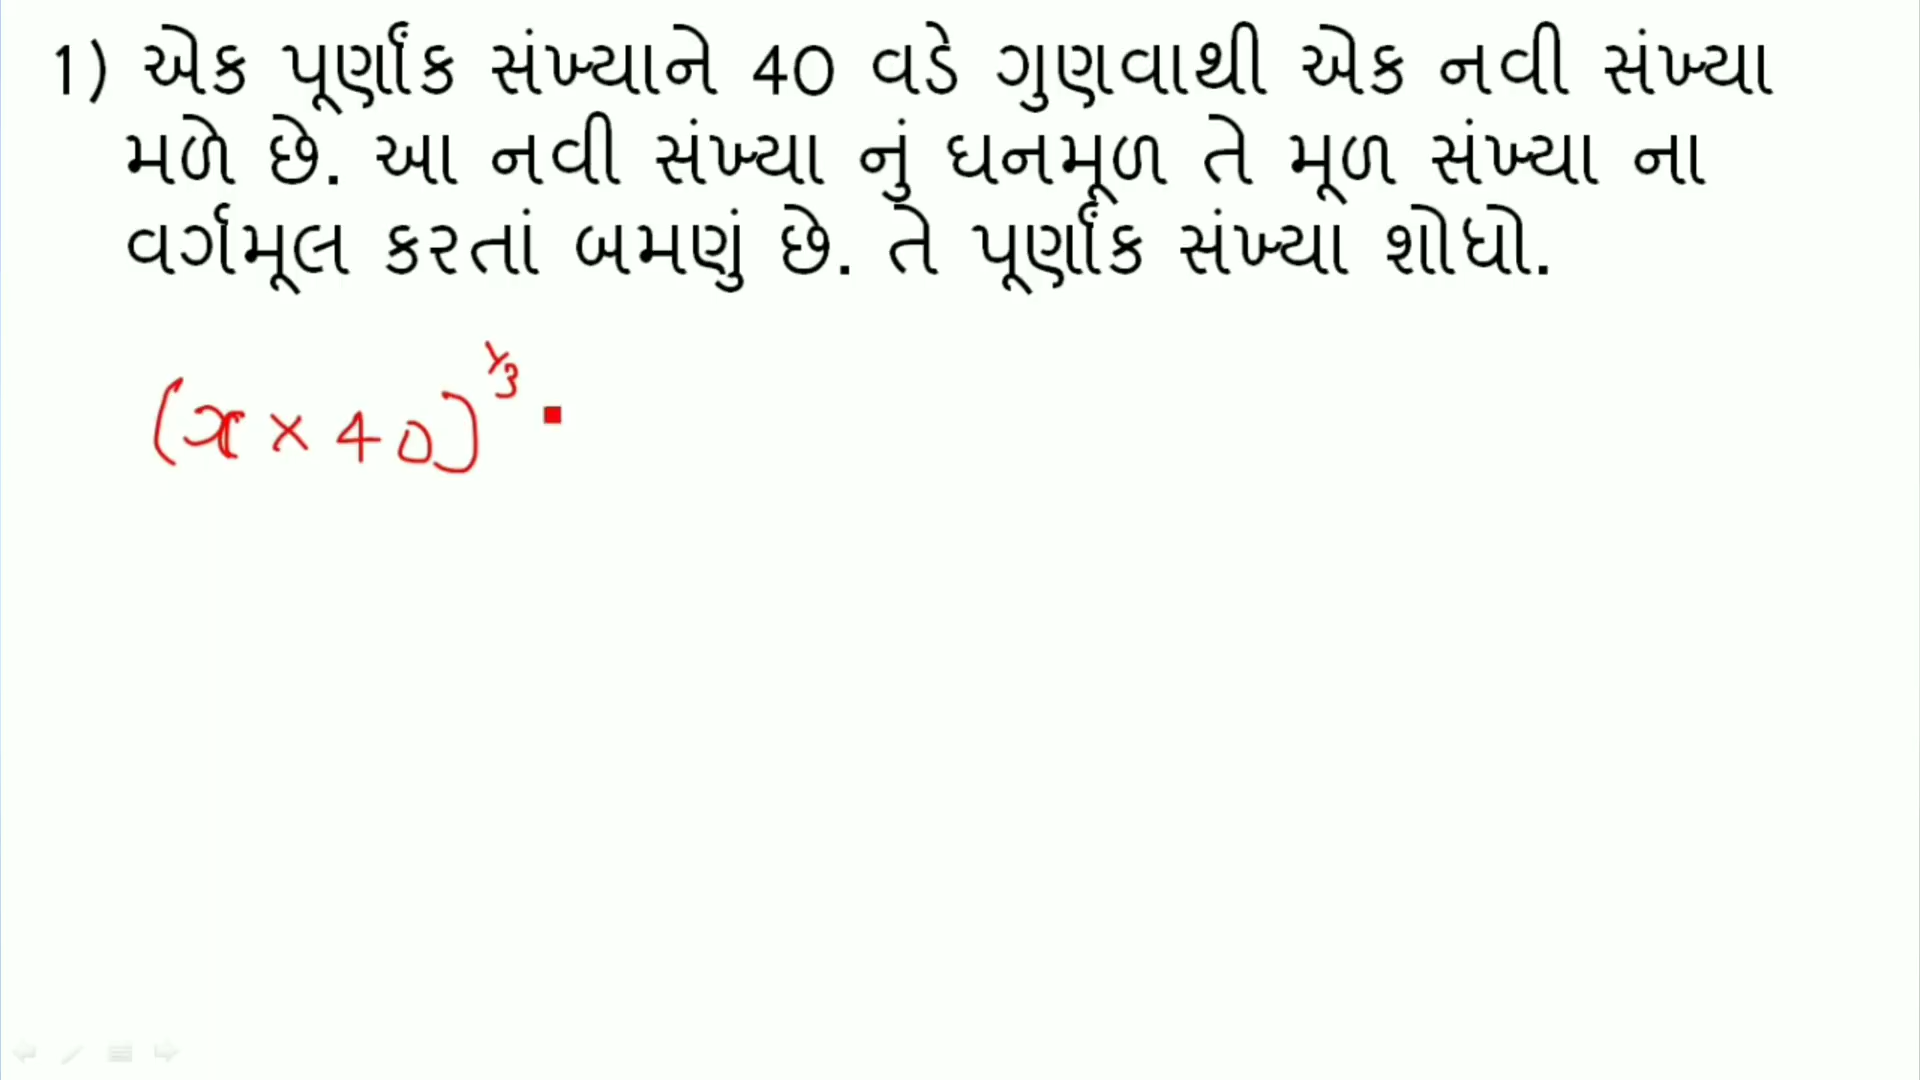 1) એક પૂર્ણાંક સંખ્યાને 40 વડે ગુણવાથી એક નવી સંખ્યા
મળે છે. આ નવી સંખ્યા નું ઘનમૂળ તે મૂળ સંખ્યા ના
વર્ગમૂલ કરતાં બમણું છે. તે પૂર્ણાંક સંખ્યા શોધો.
(x × 40)^1/3